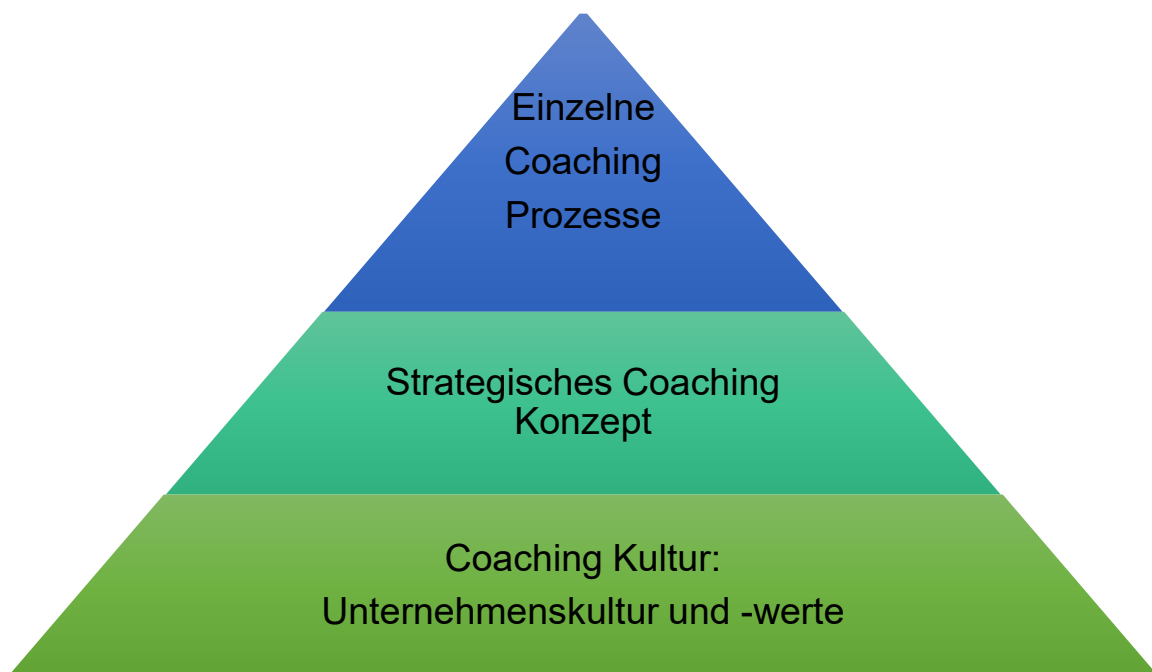 Einzelne
Coaching
Prozesse
Strategisches Coaching
Konzept
Coaching Kultur:
Unternehmenskultur und -werte